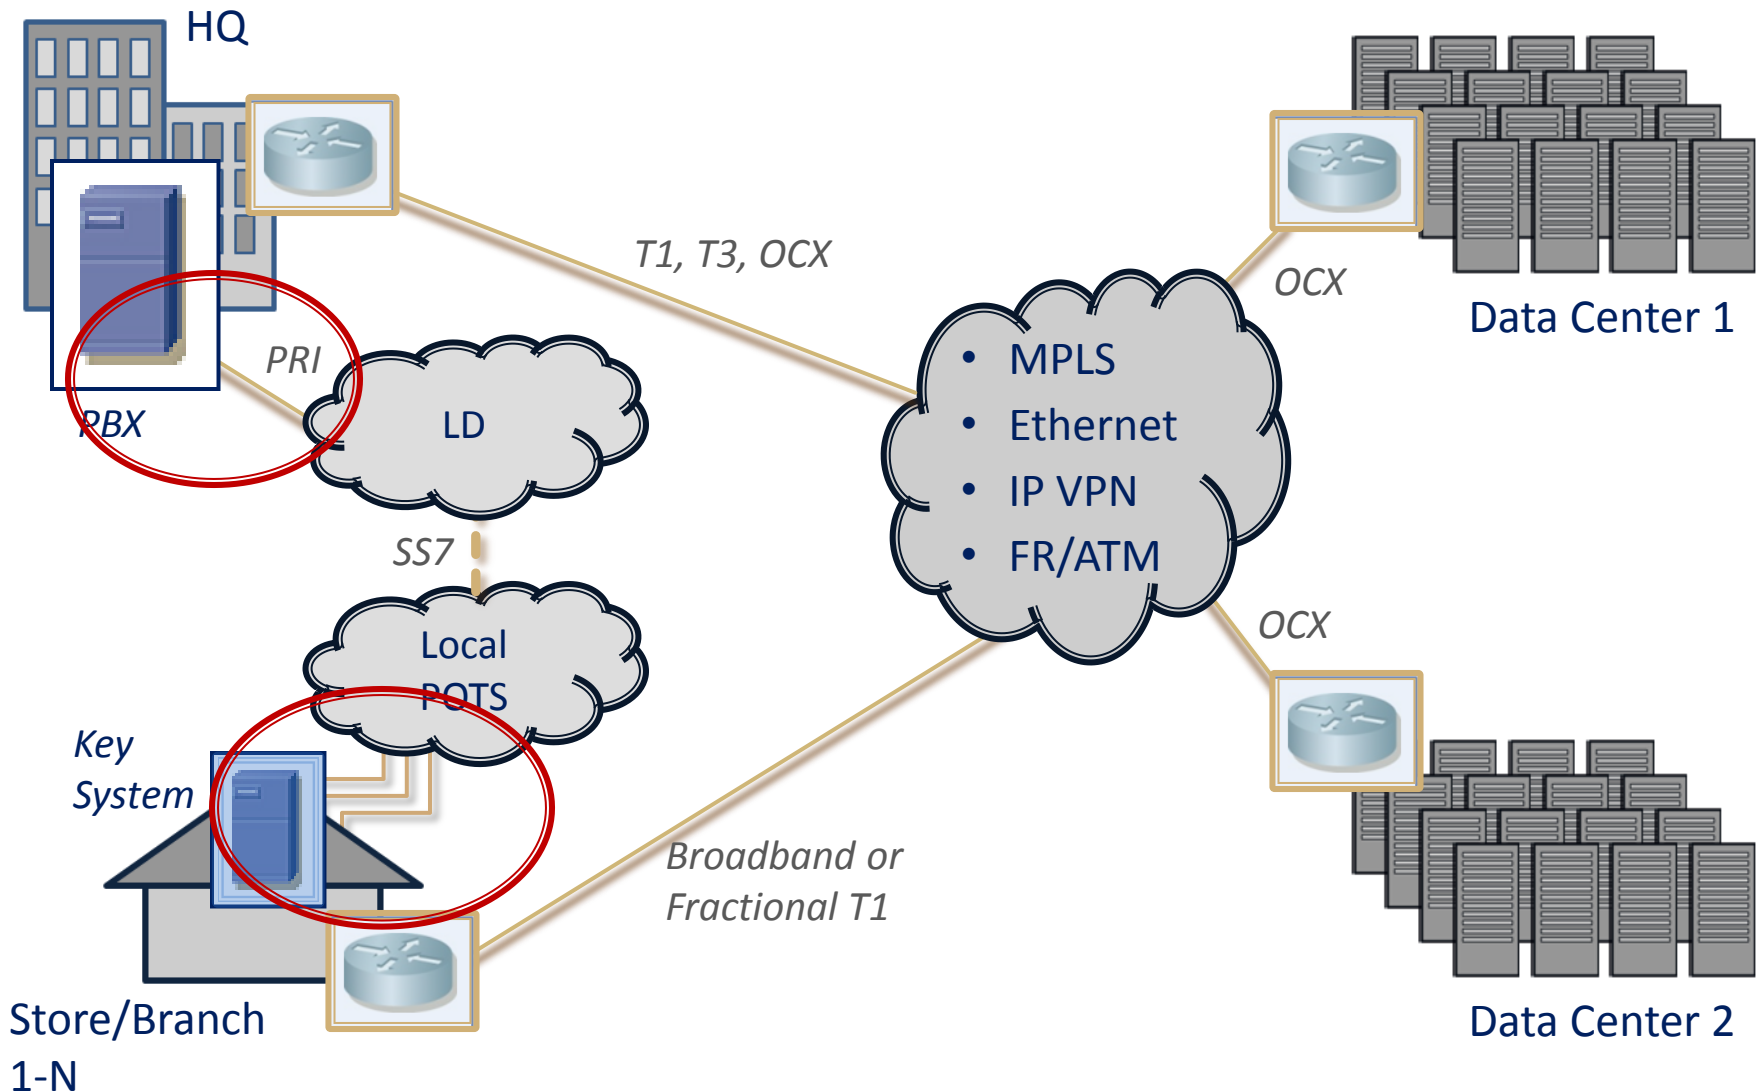 HQ
T1, T3, OCX
OCX
Data Center 1
PRI
PBX
LD
• MPLS
• Ethernet
• IP VPN
• FR/ATM
SS7
OCX
Local
POTS
Key
System
Broadband or
Fractional T1
Store/Branch
1-N
Data Center 2